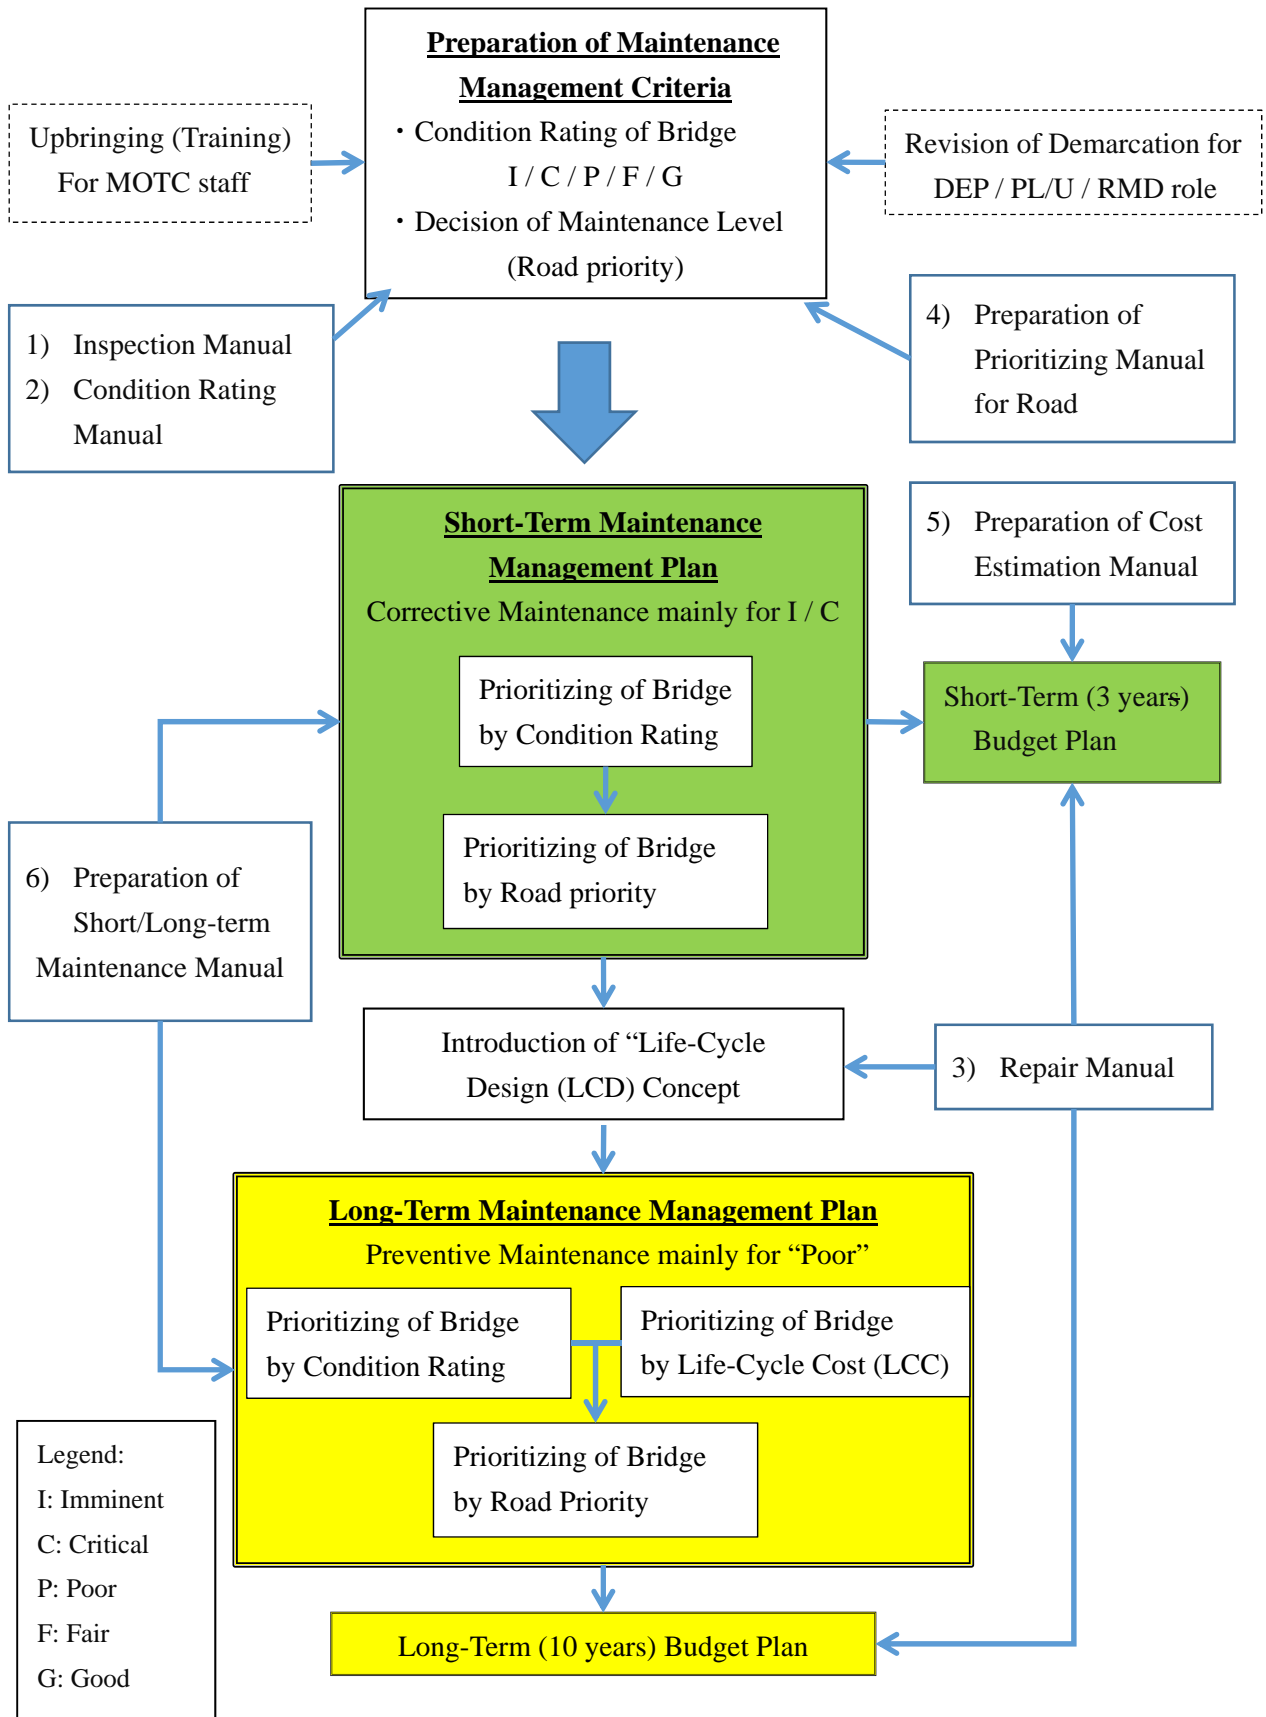 Preparation of Maintenance
Management Criteria
・Condition Rating of Bridge
I / C / P / F / G
・Decision of Maintenance Level
(Road priority)
Upbringing (Training)
For MOTC staff
Revision of Demarcation for
DEP / PL/U / RMD role
1) Inspection Manual
2) Condition Rating
Manual
4) Preparation of
Prioritizing Manual
for Road
Short-Term Maintenance
Management Plan
Corrective Maintenance mainly for I / C
Prioritizing of Bridge
by Condition Rating
Prioritizing of Bridge
by Road priority
5) Preparation of Cost
Estimation Manual
Short-Term (3 years)
Budget Plan
6) Preparation of
Short/Long-term
Maintenance Manual
Introduction of “Life-Cycle
Design (LCD) Concept
3) Repair Manual
Long-Term Maintenance Management Plan
Preventive Maintenance mainly for “Poor”
Prioritizing of Bridge
by Condition Rating
Prioritizing of Bridge
by Life-Cycle Cost (LCC)
Prioritizing of Bridge
by Road Priority
Long-Term (10 years) Budget Plan
Legend:
I: Imminent
C: Critical
P: Poor
F: Fair
G: Good